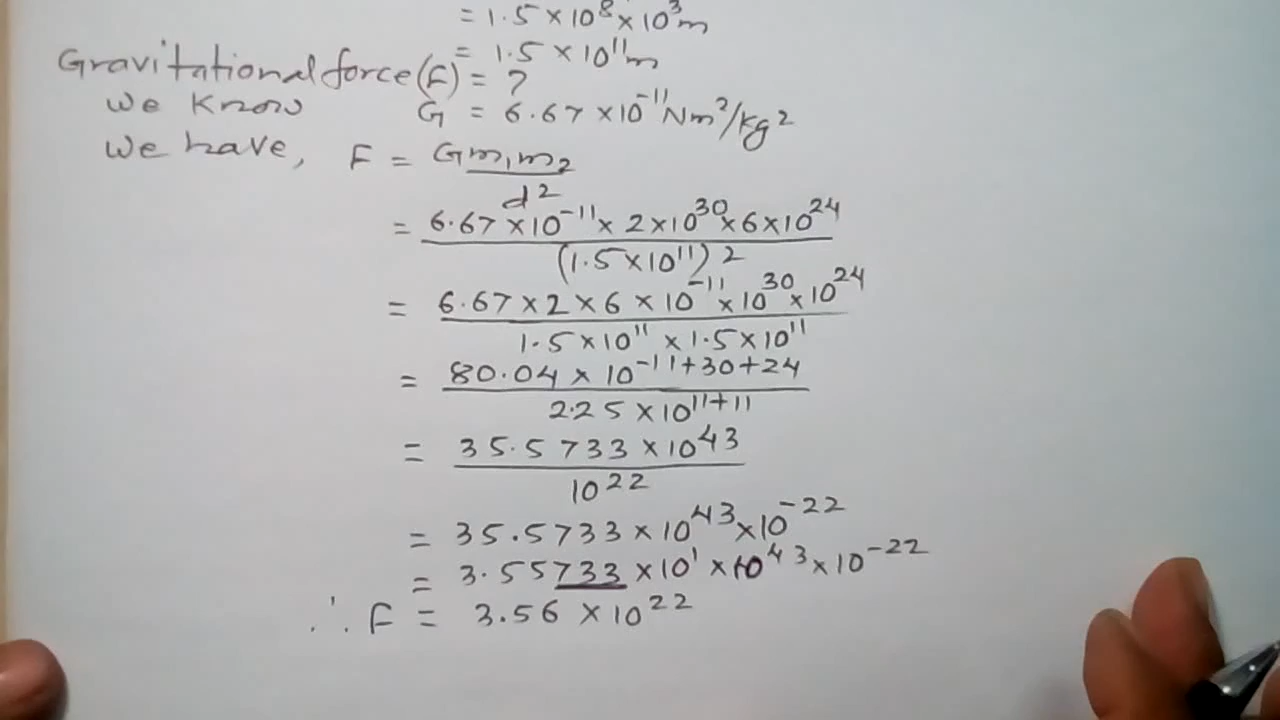 = 1.5 × 10⁸ × 10³ m
= 1.5 × 10¹¹ m
Gravitational force (F) = ?
We know G = 6.67 × 10⁻¹¹ Nm²/kg²
We have, F = Gm₁m₂
d²
= 6.67 × 10⁻¹¹ × 2 × 10³⁰ × 6 × 10²⁴
(1.5 × 10¹¹)²
= 6.67 × 2 × 6 × 10⁻¹¹ × 10³⁰ × 10²⁴
1.5 × 10¹¹ × 1.5 × 10¹¹
= 80.04 × 10⁻¹¹⁺³⁰⁺²⁴
2.25 × 10¹¹⁺¹¹
= 35.5733 × 10⁴³
10²²
= 35.5733 × 10⁴³ × 10⁻²²
= 3.55733 × 10¹ × 10⁴³ × 10⁻²²
∴ F = 3.56 × 10²²